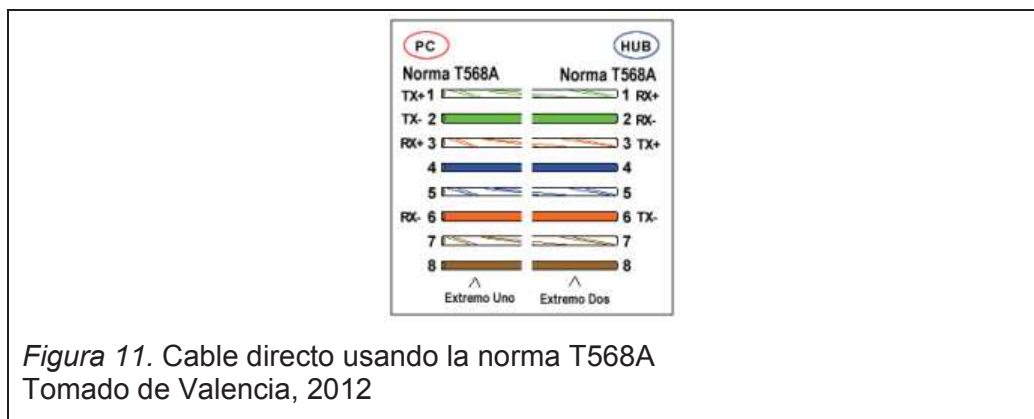 PC HUB
Norma T568A Norma T568A
TX+ 1 1 RX+
TX- 2 2 RX-
RX+ 3 3 TX+
4 4
5 5
RX- 6 6 TX-
7 7
8 8
Extremo Uno Extremo Dos
Figura 11. Cable directo usando la norma T568A
Tomado de Valencia, 2012